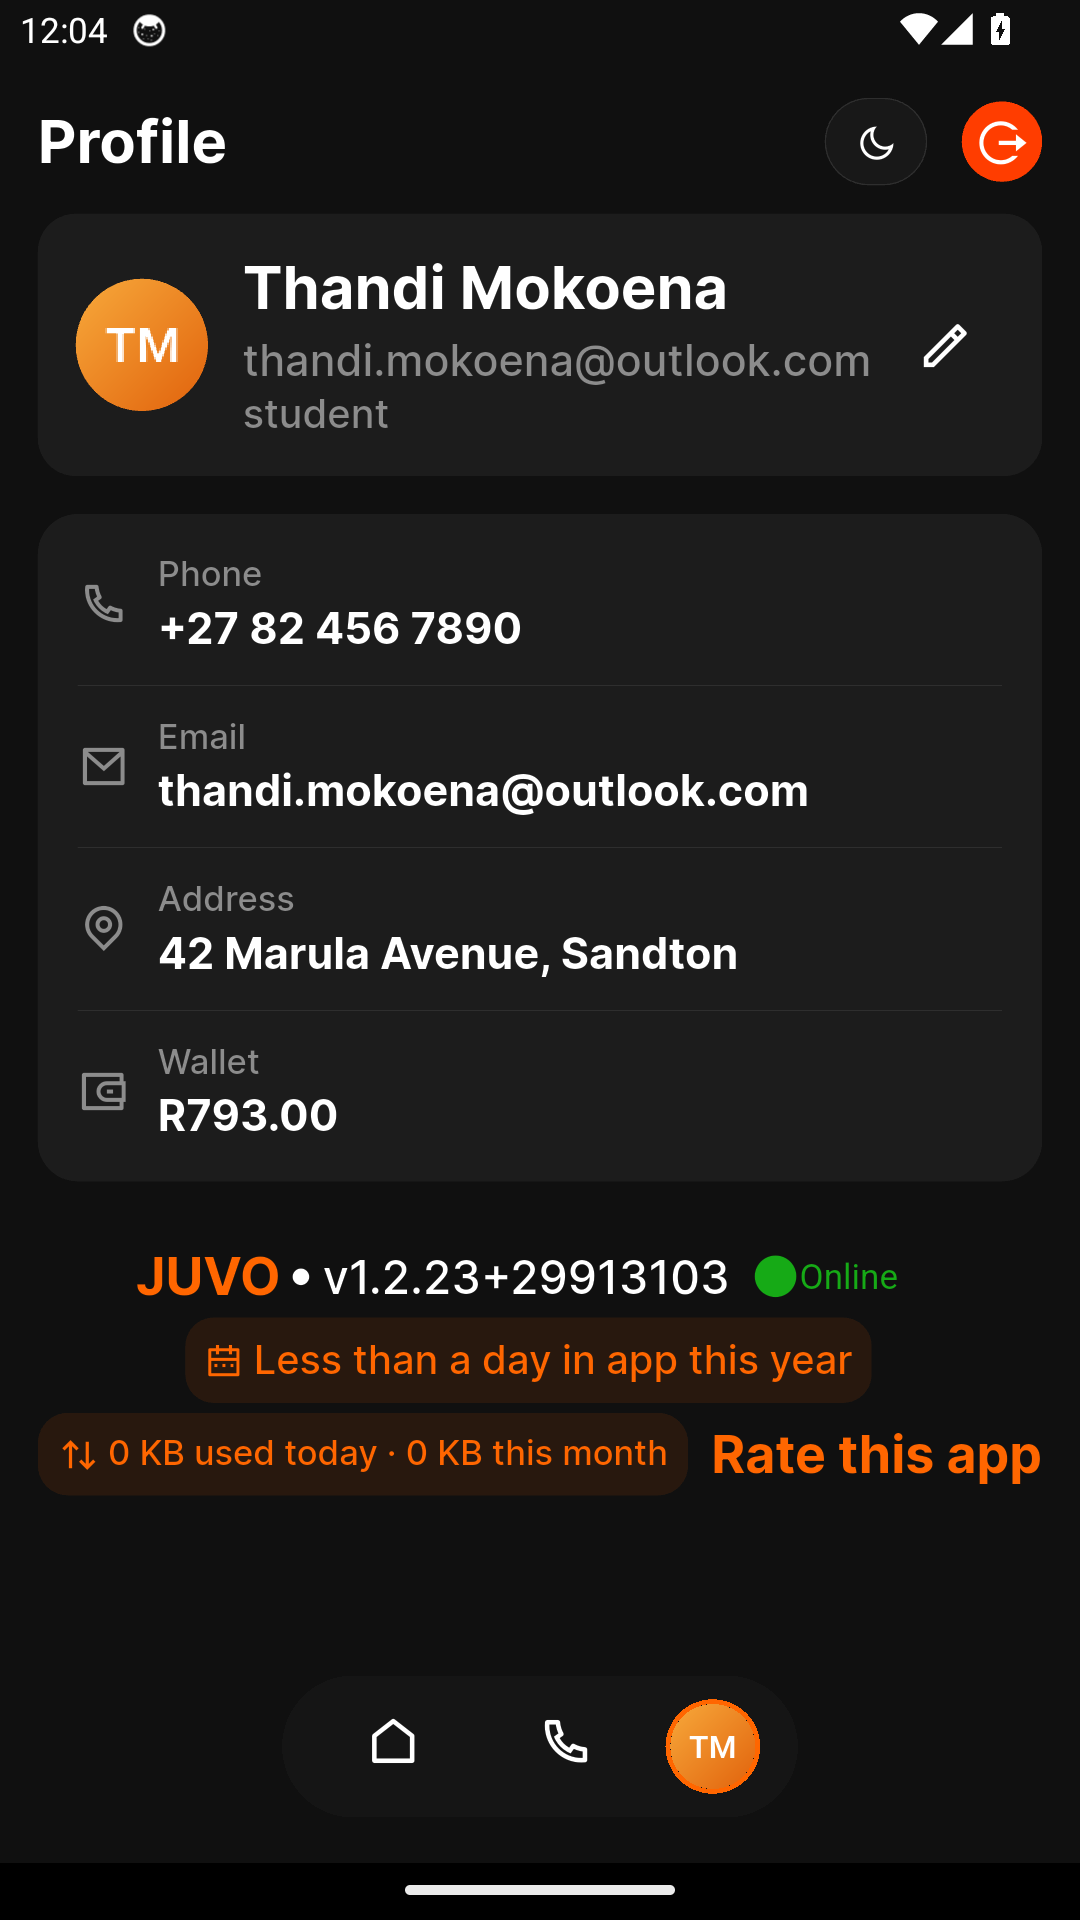 12:04
Profile
TM
Thandi Mokoena
thandi.mokoena@outlook.com
student
Phone
+27 82 456 7890
Email
thandi.mokoena@outlook.com
Address
42 Marula Avenue, Sandton
Wallet
R793.00
JUVO • v1.2.23+29913103 Online
Less than a day in app this year
0 KB used today · 0 KB this month
Rate this app
TM